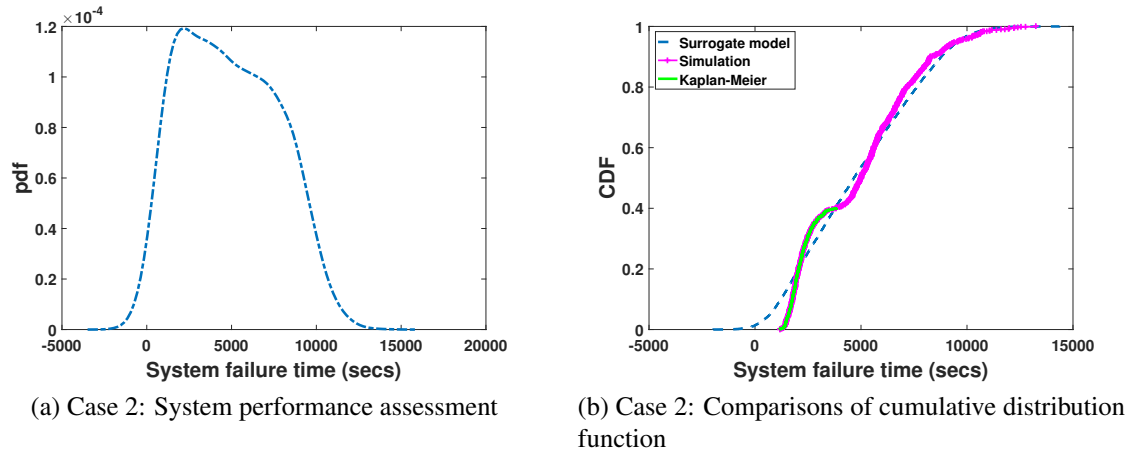 ×10⁻⁴
1.2
1
0.8
0.6
0.4
0.2
0
-5000 0 5000 10000 15000 20000
pdf
System failure time (secs)
(a) Case 2: System performance assessment
Surrogate model
Simulation
Kaplan-Meier
1
0.8
0.6
0.4
0.2
0
-5000 0 5000 10000 15000
CDF
System failure time (secs)
(b) Case 2: Comparisons of cumulative distribution
function